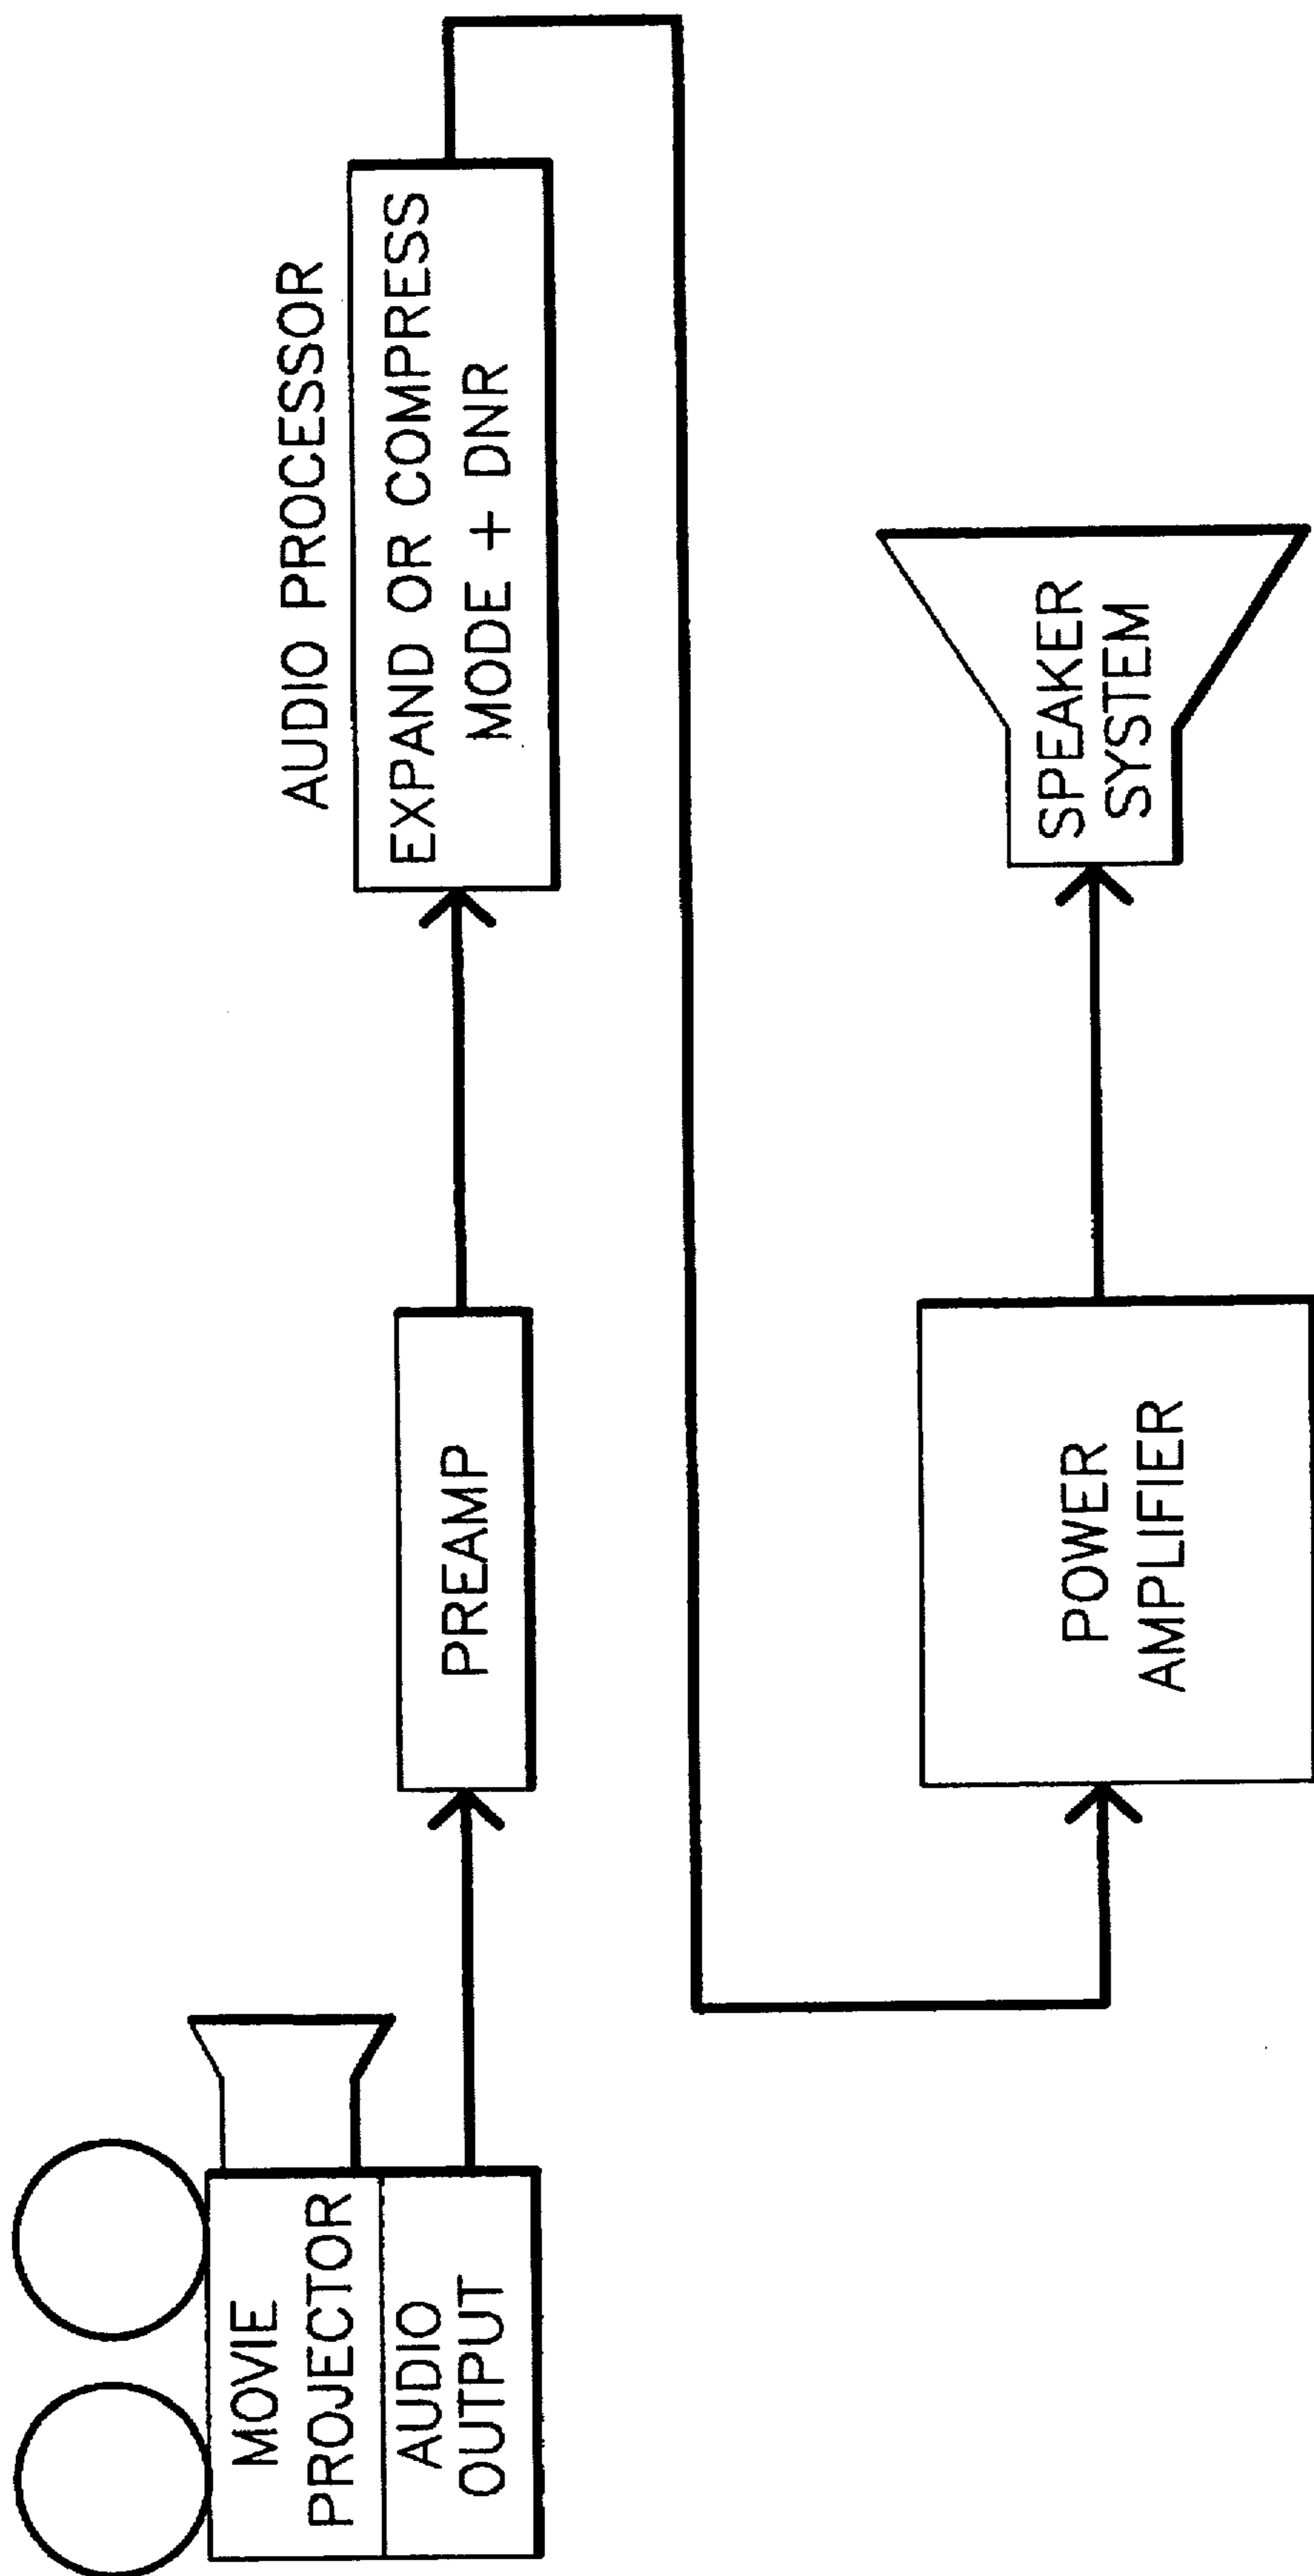 MOVIE
PROJECTOR
AUDIO
OUTPUT
PREAMP
AUDIO PROCESSOR
EXPAND OR COMPRESS
MODE + DNR
POWER
AMPLIFIER
SPEAKER
SYSTEM